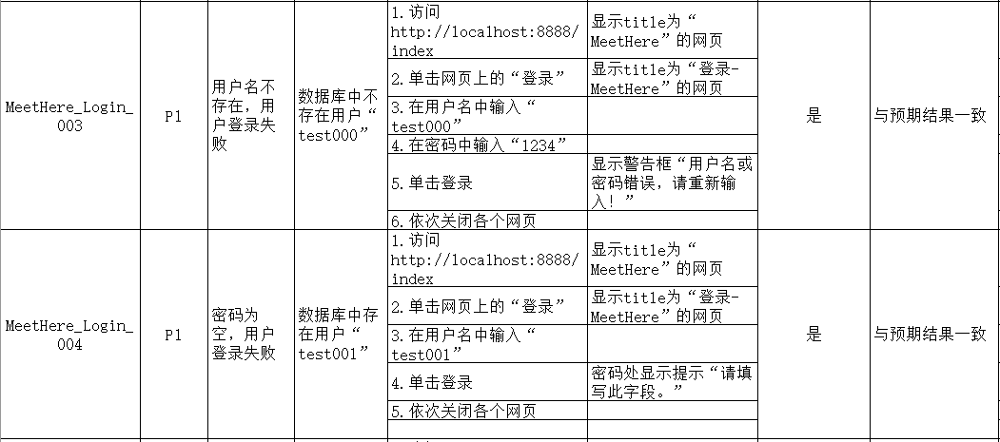 MeetHere_Login_
003
P1
用户名不
存在，用
户登录失
败
数据库中不
存在用户“
test000”
1.访问
http://localhost:8888/
index
显示title为“
MeetHere”的网页
2.单击网页上的“登录”
显示title为“登录-
MeetHere”的网页
3.在用户名中输入“
test000”
4.在密码中输入“1234”
5.单击登录
显示警告框“用户名或
密码错误，请重新输
入！”
6.依次关闭各个网页
是
与预期结果一致
MeetHere_Login_
004
P1
密码为
空，用户
登录失败
数据库中存
在用户“
test001”
1.访问
http://localhost:8888/
index
显示title为“
MeetHere”的网页
2.单击网页上的“登录”
显示title为“登录-
MeetHere”的网页
3.在用户名中输入“
test001”
4.单击登录
密码处显示提示“请填
写此字段。”
5.依次关闭各个网页
是
与预期结果一致